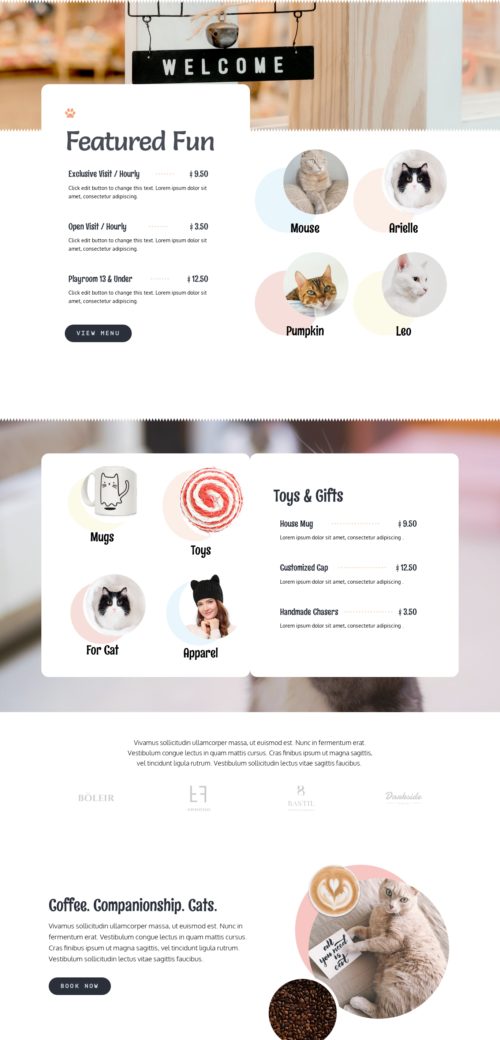 WELCOME
Featured Fun
Exclusive Visit / Hourly $ 9.50
Click edit button to change this text. Lorem ipsum dolor sit
amet, consectetur adipiscing.
Open Visit / Hourly $ 3.50
Click edit button to change this text. Lorem ipsum dolor sit
amet, consectetur adipiscing.
Playroom 13 & Under $ 12.50
Click edit button to change this text. Lorem ipsum dolor sit
amet, consectetur adipiscing.
VIEW MENU
Mouse
Arielle
Pumpkin
Leo
Mugs
Toys
For Cat
Apparel
Toys & Gifts
House Mug $ 9.50
Lorem ipsum dolor sit amet, consectetur adipiscing
Customized Cap $ 12.50
Lorem ipsum dolor sit amet, consectetur adipiscing .
Handmade Chasers $ 3.50
Lorem ipsum dolor sit amet, consectetur adipiscing
Vivamus sollicitudin ullamcorper massa, ut euismod est. Nunc in fermentum erat.
Vestibulum congue lectus in quam mattis cursus. Cras finibus ipsum ut magna sagittis,
vel tincidunt ligula rutrum. Vestibulum sollicitudin lectus vitae sagittis faucibus.
BÖLEIR
BASTIL
Darkside
Coffee. Companionship. Cats.
Vivamus sollicitudin ullamcorper massa, ut euismod est. Nunc in
fermentum erat. Vestibulum congue lectus in quam mattis cursus.
Cras finibus ipsum ut magna sagittis, vel tincidunt ligula rutrum.
Vestibulum sollicitudin lectus vitae sagittis faucibus.
BOOK NOW
all
you need
is cat